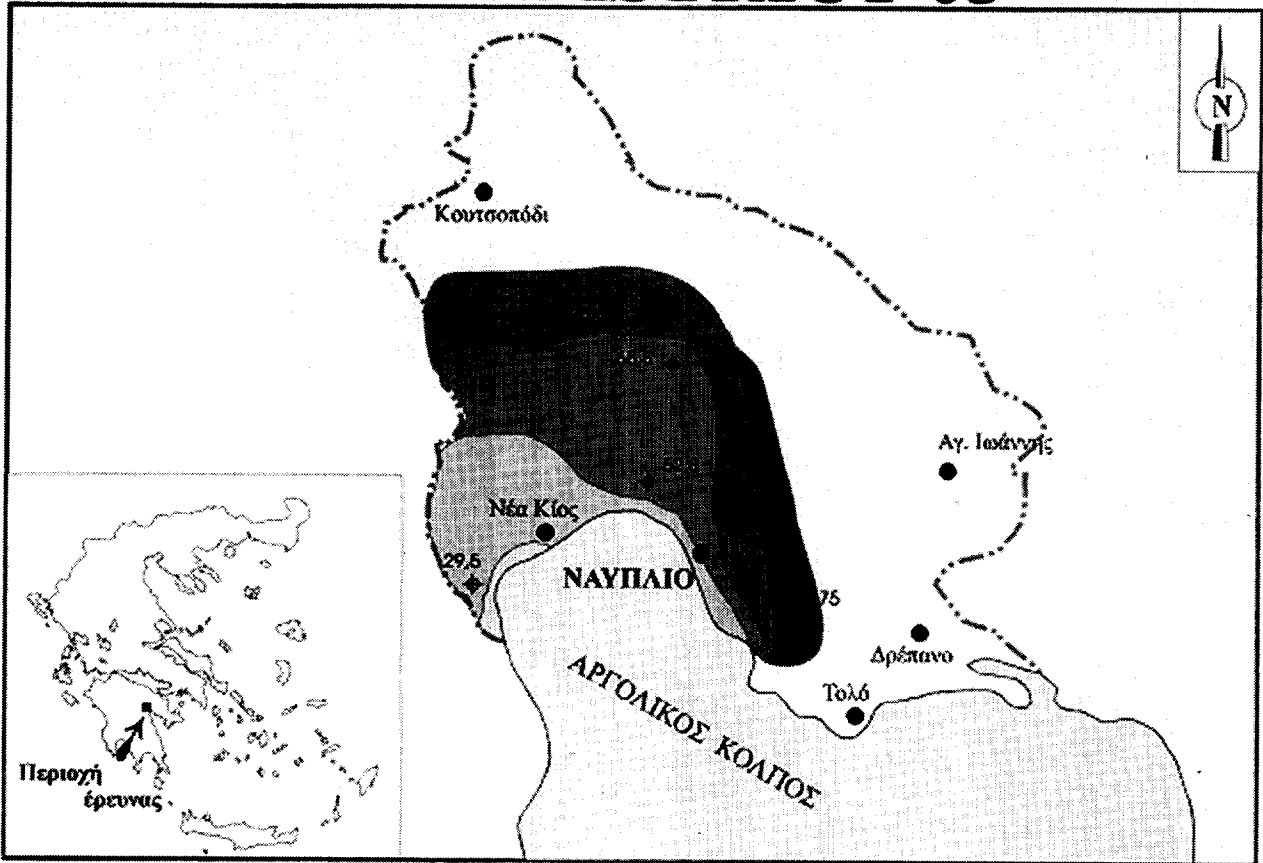 N
Κουτσοπόδι
Αγ. Ιωάννης
Νέα Κίος
29,5
ΝΑΥΠΛΙΟ
75
Δρέπανο
Τολό
ΑΡΓΟΛΙΚΟΣ ΚΟΛΠΟΣ
Περιοχή
έρευνας